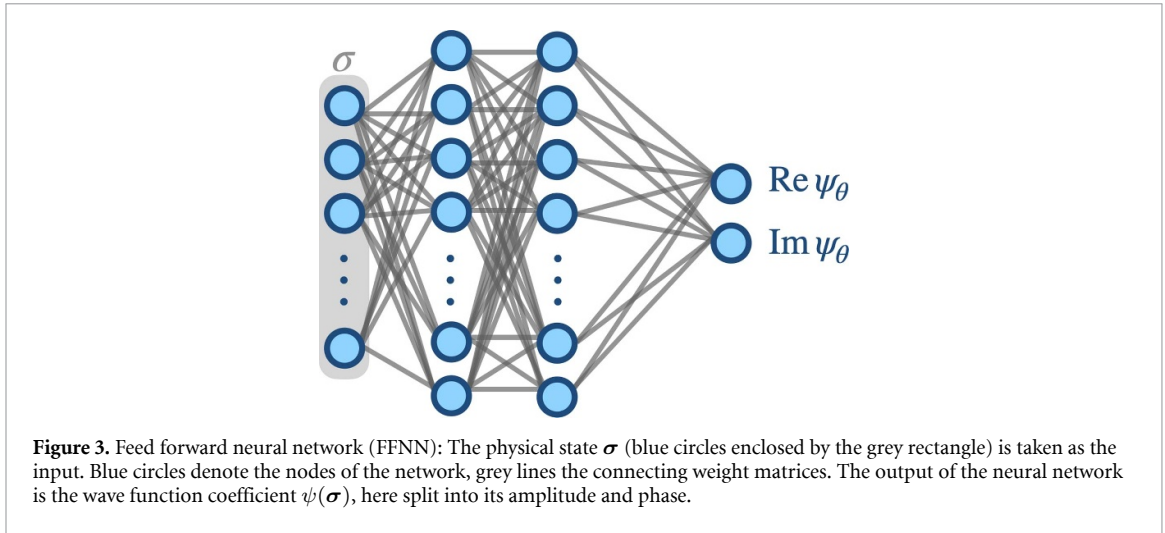 σ
Re ψθ
Im ψθ
Figure 3. Feed forward neural network (FFNN): The physical state σ (blue circles enclosed by the grey rectangle) is taken as the
input. Blue circles denote the nodes of the network, grey lines the connecting weight matrices. The output of the neural network
is the wave function coefficient ψ(σ), here split into its amplitude and phase.